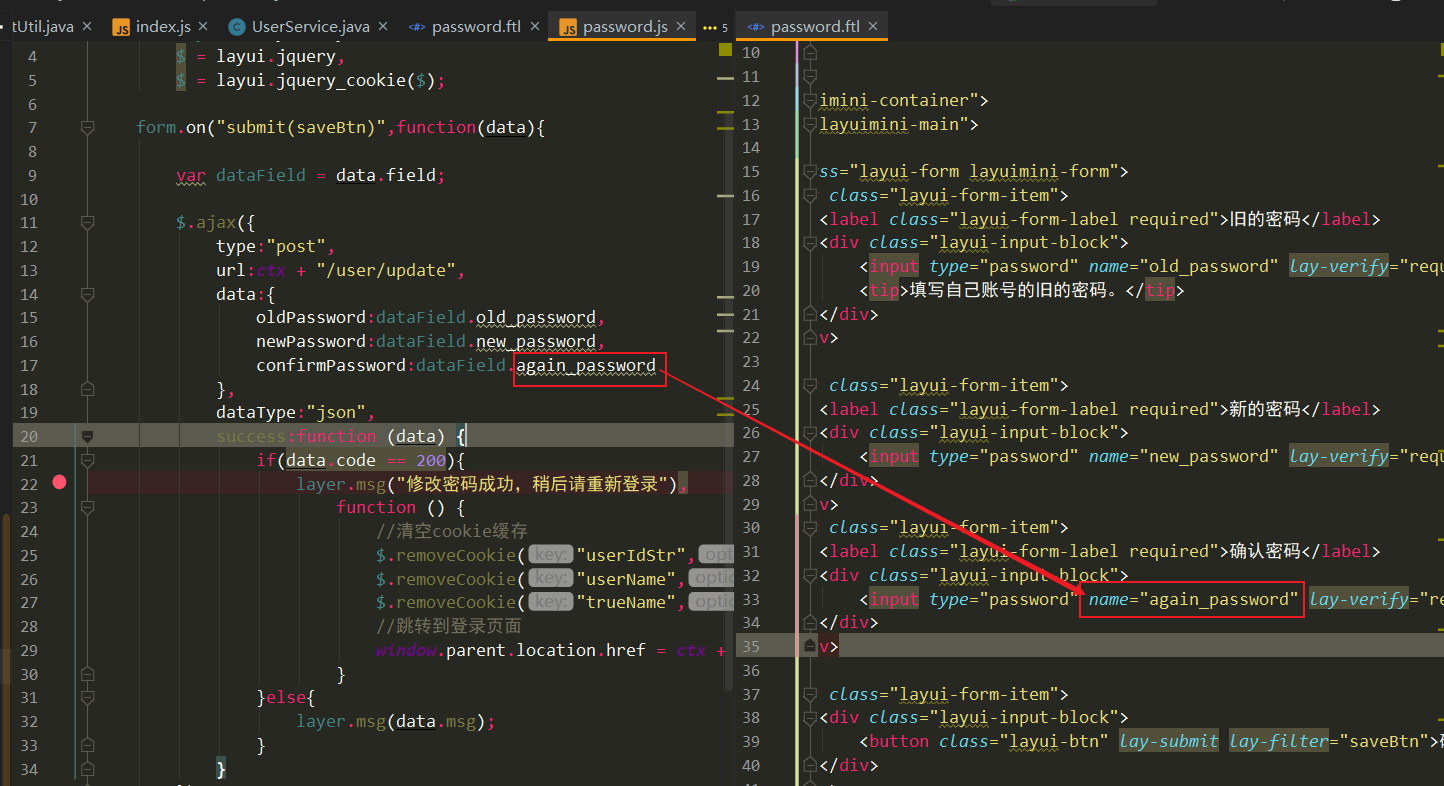 tUtil.java × index.js × UserService.java × password.ftl × password.js × 5
4 $ = layui.jquery,
5 $ = layui.jquery_cookie($);
6
7 form.on("submit(saveBtn)",function(data){
8
9 var dataField = data.field;
10
11 $.ajax({
12 type:"post",
13 url:ctx + "/user/update",
14 data:{
15 oldPassword:dataField.old_password,
16 newPassword:dataField.new_password,
17 confirmPassword:dataField.again_password
18 },
19 dataType:"json",
20 success:function (data) {
21 if(data.code == 200){
22 layer.msg("修改密码成功，稍后请重新登录"),
23 function () {
24 //清空cookie缓存
25 $.removeCookie( key: "userIdStr", opt
26 $.removeCookie( key: "userName", optio
27 $.removeCookie( key: "trueName", optio
28 //跳转到登录页面
29 window.parent.location.href = ctx +
30 }
31 }else{
32 layer.msg(data.msg);
33 }
34 }
password.ftl ×
10
11
12 imini-container">
13 layuimini-main">
14
15 ss="layui-form layuimini-form">
16 class="layui-form-item">
17 <label class="layui-form-label required">旧的密码</label>
18 <div class="layui-input-block">
19 <input type="password" name="old_password" lay-verify="requ
20 <tip>填写自己账号的旧的密码。</tip>
21 </div>
22 v>
23
24 class="layui-form-item">
25 <label class="layui-form-label required">新的密码</label>
26 <div class="layui-input-block">
27 <input type="password" name="new_password" lay-verify="requ
28 </div>
29 v>
30 class="layui-form-item">
31 <label class="layui-form-label required">确认密码</label>
32 <div class="layui-input-block">
33 <input type="password" name="again_password" lay-verify="re
34 </div>
35 v>
36
37 class="layui-form-item">
38 <div class="layui-input-block">
39 <button class="layui-btn" lay-submit lay-filter="saveBtn">
40 </div>